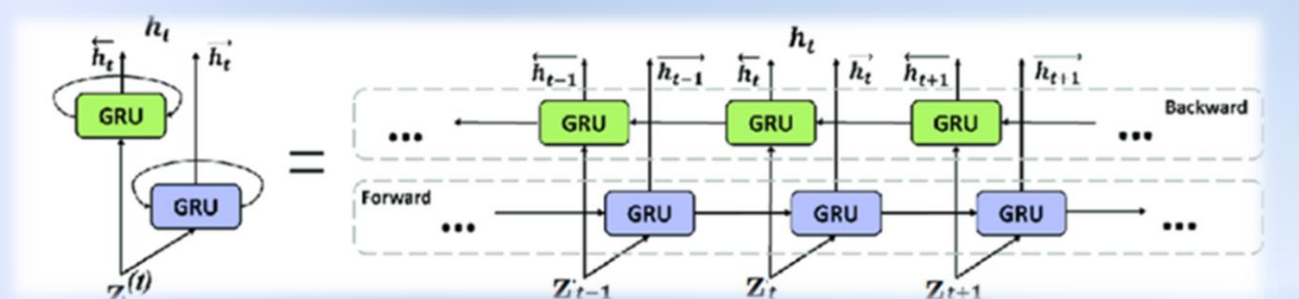 h_t
←h_t →h_t
GRU
GRU
Z^(t)
=
h_t
←h_{t-1} →h_{t-1} ←h_t →h_t ←h_{t+1} →h_{t+1}
Backward
... GRU GRU GRU ...
Forward
... GRU GRU GRU ...
Z_{t-1} Z_t Z_{t+1}